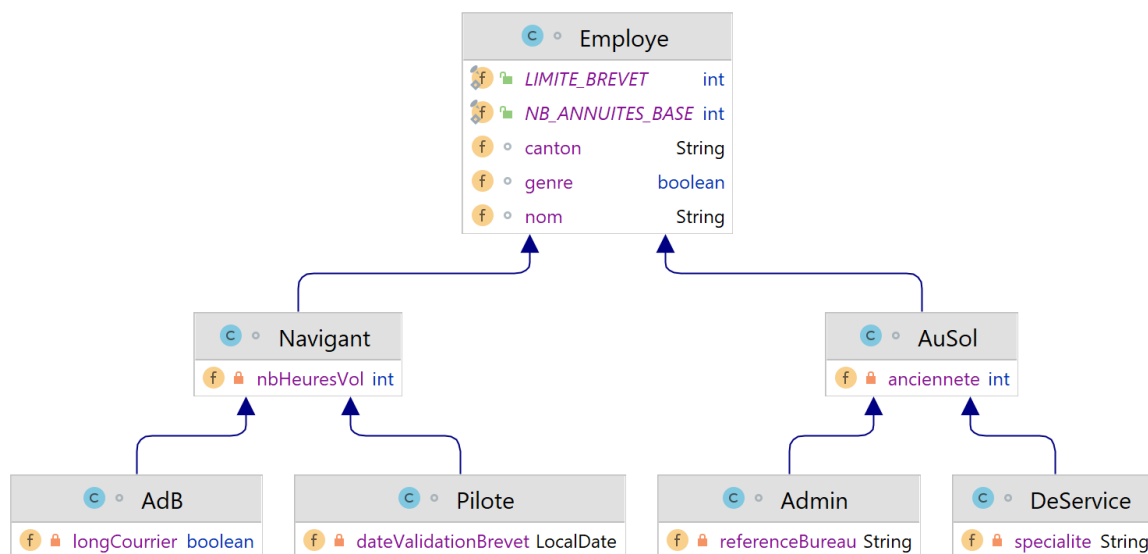 Employe
LIMITE_BREVET int
NB_ANNUITES_BASE int
canton String
genre boolean
nom String
Navigant
nbHeuresVol int
AuSol
anciennete int
AdB
longCourrier boolean
Pilote
dateValidationBrevet LocalDate
Admin
referenceBureau String
DeService
specialite String